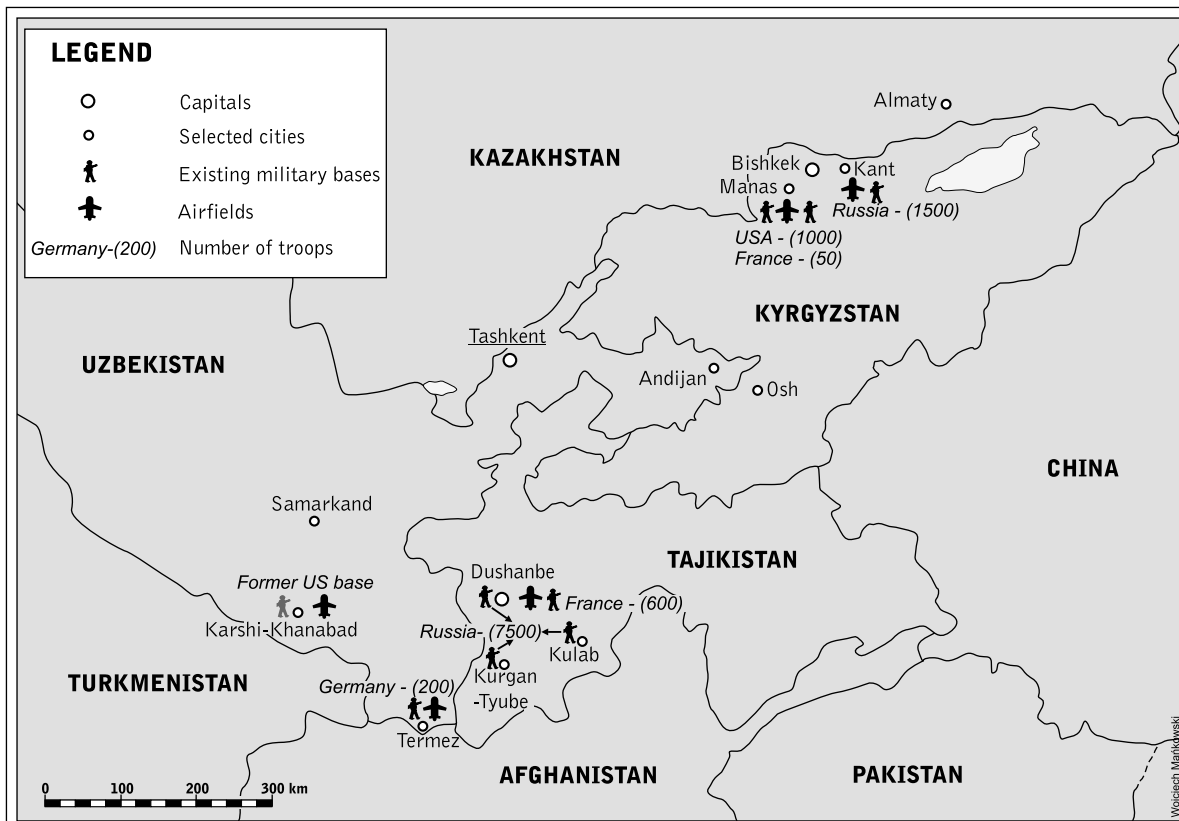 LEGEND
Capitals
Selected cities
Existing military bases
Airfields
Germany-(200) Number of troops
Almaty
KAZAKHSTAN
Bishkek
Kant
Manas
Russia - (1500)
USA - (1000)
France - (50)
KYRGYZSTAN
Tashkent
UZBEKISTAN
Andijan
Osh
CHINA
Samarkand
TAJIKISTAN
Dushanbe
Former US base
France - (600)
Karshi-Khanabad
Russia- (7500)
Kulab
Kurgan
-Tyube
TURKMENISTAN
Germany - (200)
Termez
AFGHANISTAN
PAKISTAN
0 100 200 300 km
Wojciech Mańkowski